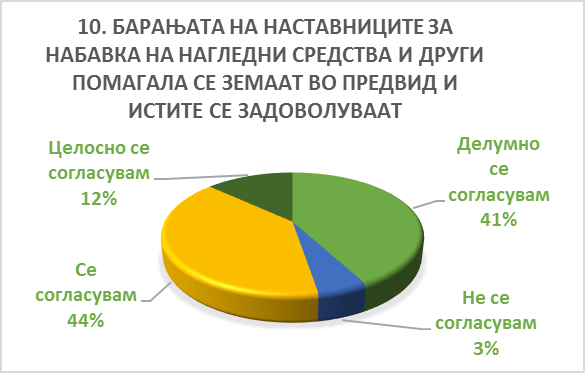 10. БАРАЊАТА НА НАСТАВНИЦИТЕ ЗА
НАБАВКА НА НАГЛЕДНИ СРЕДСТВА И ДРУГИ
ПОМАГАЛА СЕ ЗЕМААТ ВО ПРЕДВИД И
ИСТИТЕ СЕ ЗАДОВОЛУВААТ
Целосно се
согласувам
12%
Делумно
се
согласувам
41%
Се
согласувам
44%
Не се
согласувам
3%